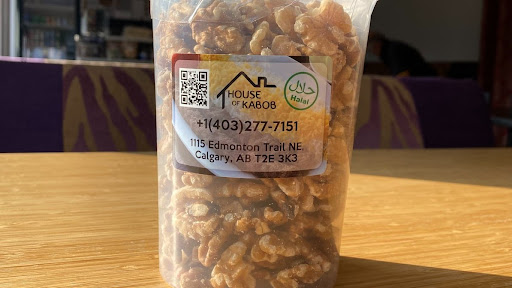 HOUSE
OF KABOB
حلال
Halal
+1(403)277-7151
1115 Edmonton Trail NE
Calgary, AB T2E 3K3